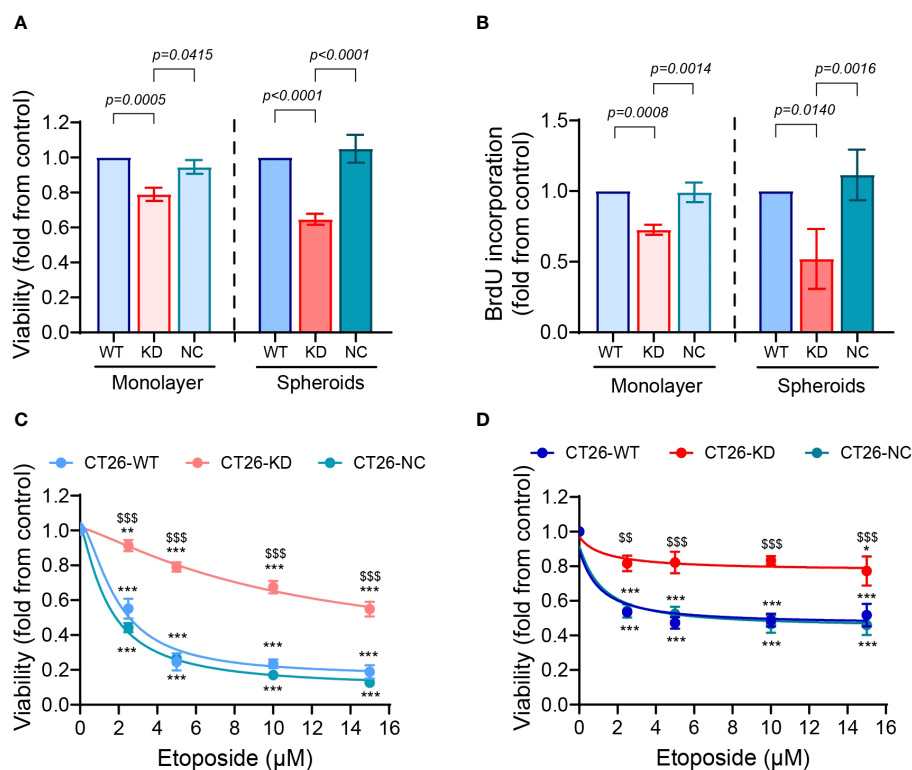 A
p=0.0415
p<0.0001
p=0.0005
p<0.0001
Viability (fold from control)
1.2
1.0
0.8
0.6
0.4
0.2
0.0
WT KD NC WT KD NC
Monolayer Spheroids
B
p=0.0014
p=0.0016
p=0.0008
p=0.0140
BrdU incorporation
(fold from control)
1.5
1.0
0.5
0.0
WT KD NC WT KD NC
Monolayer Spheroids
C
CT26-WT CT26-KD CT26-NC
Viability (fold from control)
1.2
1.0
0.8
0.6
0.4
0.2
0.0
$$$
**
$$$
***
$$$
***
$$$
***
***
***
***
***
***
***
***
***
0 2 4 6 8 10 12 14 16
Etoposide (µM)
D
CT26-WT CT26-KD CT26-NC
Viability (fold from control)
1.2
1.0
0.8
0.6
0.4
0.2
0.0
$$
$$$
$$$
$$$
*
***
***
***
***
***
***
***
***
0 2 4 6 8 10 12 14 16
Etoposide (µM)